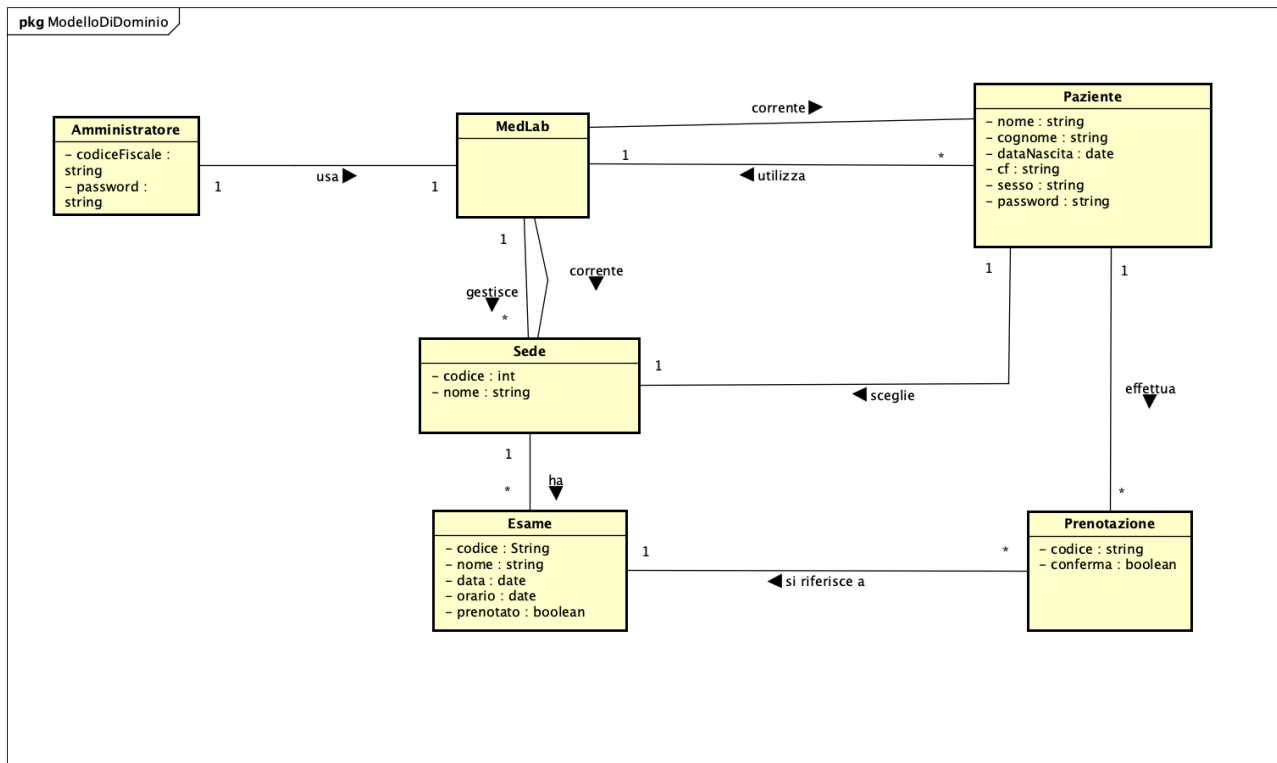 pkg ModelloDiDominio
Amministratore
– codiceFiscale :
string
– password :
string
MedLab
Paziente
– nome : string
– cognome : string
– dataNascita : date
– cf : string
– sesso : string
– password : string
corrente
1
*
utilizza
usa
1
1
1
gestisce
*
corrente
1
1
Sede
– codice : int
– nome : string
1
sceglie
effettua
1
*
ha
*
Esame
– codice : String
– nome : string
– data : date
– orario : date
– prenotato : boolean
1
*
si riferisce a
Prenotazione
– codice : string
– conferma : boolean